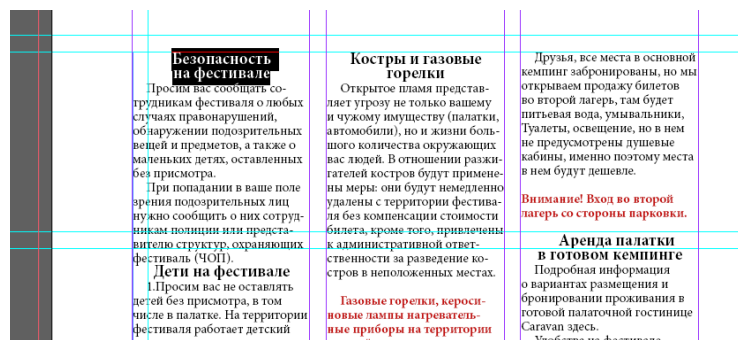 Безопасность
на фестивале
Просим вас сообщать со-
трудникам фестиваля о любых
случаях правонарушений,
обнаружении подозрительных
вещей и предметов, а также о
маленьких детях, оставленных
без присмотра.
При попадании в ваше поле
зрения подозрительных лиц
нужно сообщить о них сотруд-
никам полиции или предста-
вителю структур, охраняющих
фестиваль (ЧОП).
Дети на фестивале
1.Просим вас не оставлять
детей без присмотра, в том
числе в палатке. На территории
фестиваля работает детский
Костры и газовые
горелки
Открытое пламя представ-
ляет угрозу не только вашему
и чужому имуществу (палатки,
автомобили), но и жизни боль-
шого количества окружающих
вас людей. В отношении разжи-
гателей костров будут примене-
ны меры: они будут немедленно
удалены с территории фестива-
ля без компенсации стоимости
билета, кроме того, привлечены
к административной ответ-
ственности за разведение ко-
стров в неположенных местах.
Газовые горелки, кероси-
новые лампы нагреватель-
ные приборы на территории
Друзья, все места в основной
кемпинг забронированы, но мы
открываем продажу билетов
во второй лагерь, там будет
питьевая вода, умывальники,
Туалеты, освещение, но в нем
не предусмотрены душевые
кабины, именно поэтому места
в нем будут дешевле.
Внимание! Вход во второй
лагерь со стороны парковки.
Аренда палатки
в готовом кемпинге
Подробная информация
о вариантах размещения и
бронировании проживания в
готовой палаточной гостинице
Caravan здесь.
Удобства на фестивале